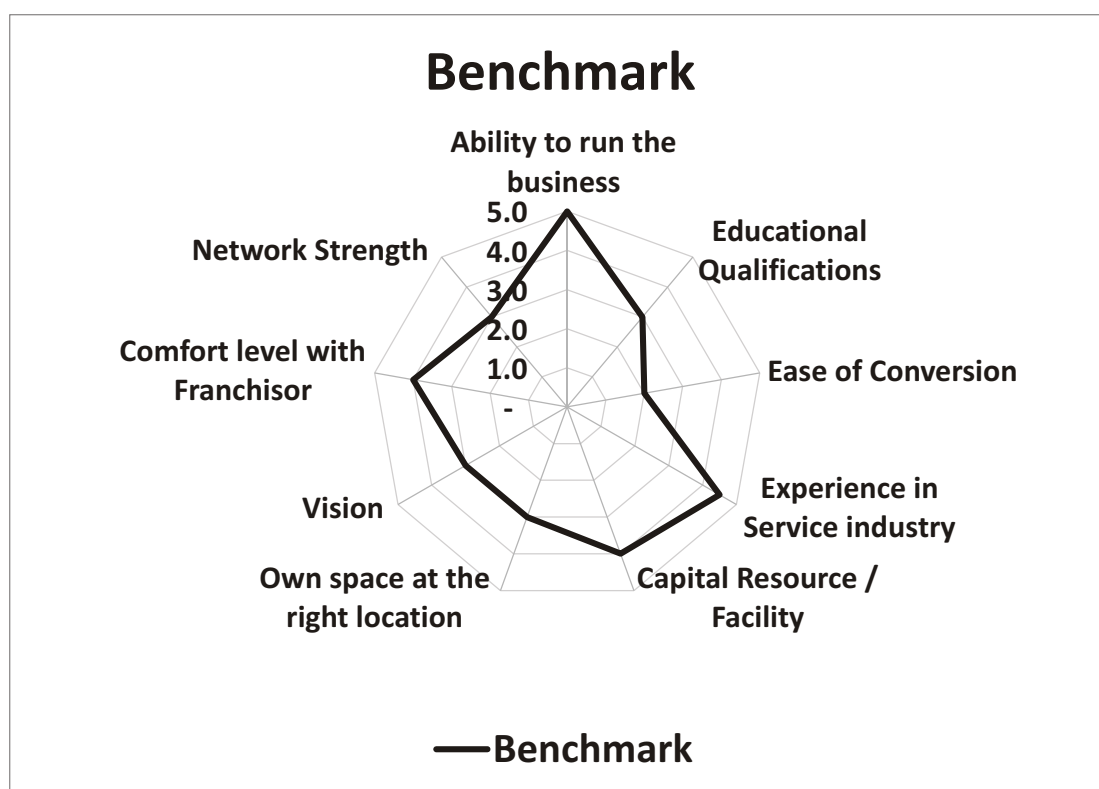 Benchmark
Ability to run the
business
5.0
4.0
3.0
2.0
1.0
-
Educational
Qualifications
Ease of Conversion
Experience in
Service industry
Capital Resource /
Facility
Own space at the
right location
Vision
Comfort level with
Franchisor
Network Strength
Benchmark